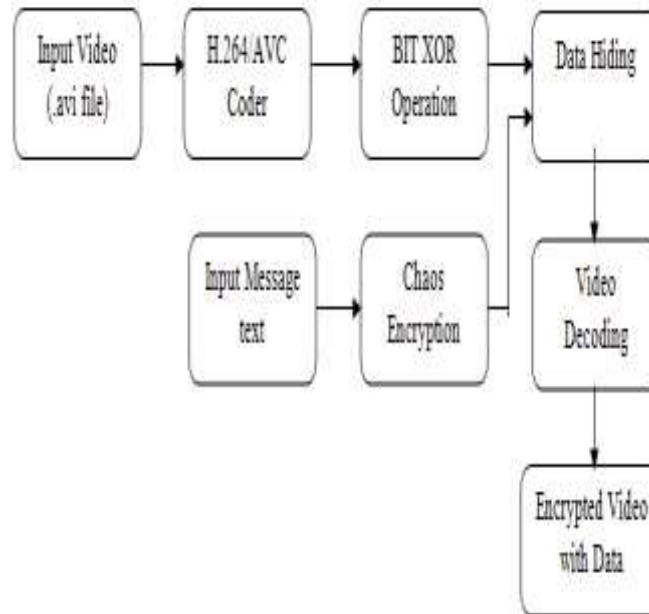 Input Video
(.avi file)
H.264/AVC
Coder
BIT XOR
Operation
Data Hiding
Input Message
text
Chaos
Encryption
Video
Decoding
Encrypted Video
with Data